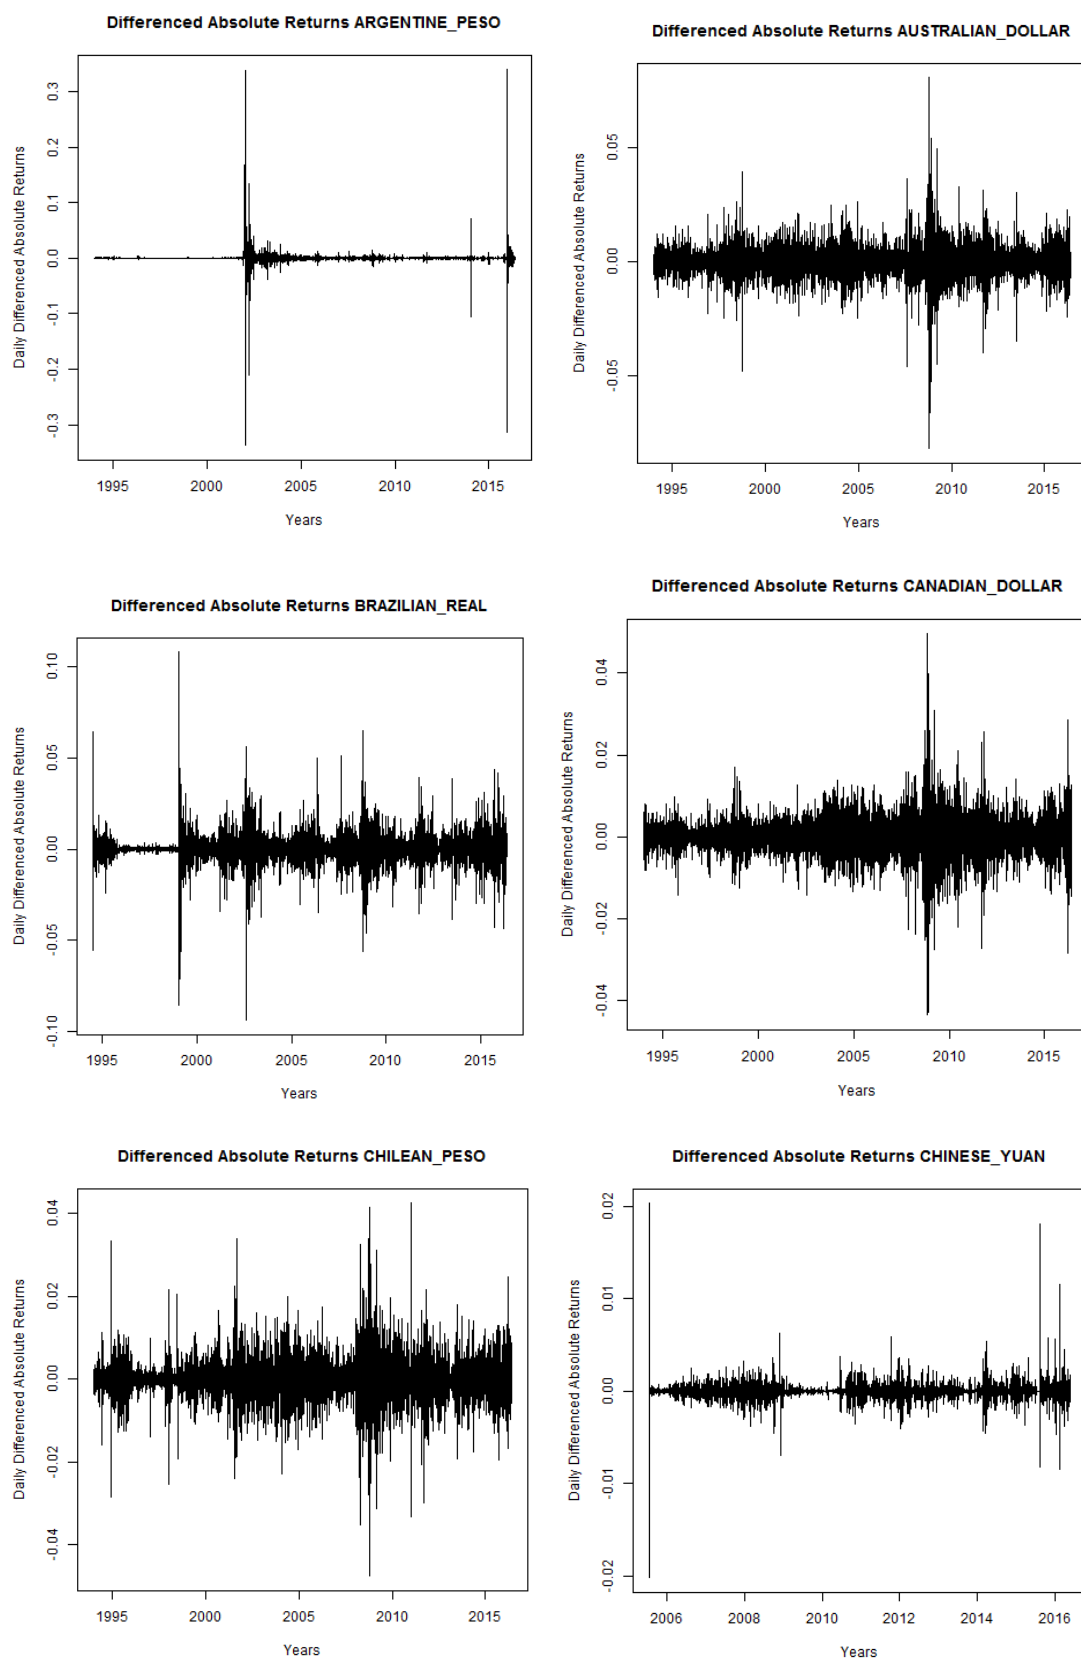 Differenced Absolute Returns ARGENTINE_PESO
Daily Differenced Absolute Returns
0.3
0.2
0.1
0.0
-0.1
-0.2
-0.3
1995 2000 2005 2010 2015
Years
Differenced Absolute Returns AUSTRALIAN_DOLLAR
Daily Differenced Absolute Returns
0.05
0.00
-0.05
1995 2000 2005 2010 2015
Years
Differenced Absolute Returns BRAZILIAN_REAL
Daily Differenced Absolute Returns
0.10
0.05
0.00
-0.05
-0.10
1995 2000 2005 2010 2015
Years
Differenced Absolute Returns CANADIAN_DOLLAR
Daily Differenced Absolute Returns
0.04
0.02
0.00
-0.02
-0.04
1995 2000 2005 2010 2015
Years
Differenced Absolute Returns CHILEAN_PESO
Daily Differenced Absolute Returns
0.04
0.02
0.00
-0.02
-0.04
1995 2000 2005 2010 2015
Years
Differenced Absolute Returns CHINESE_YUAN
Daily Differenced Absolute Returns
0.02
0.01
0.00
-0.01
-0.02
2006 2008 2010 2012 2014 2016
Years